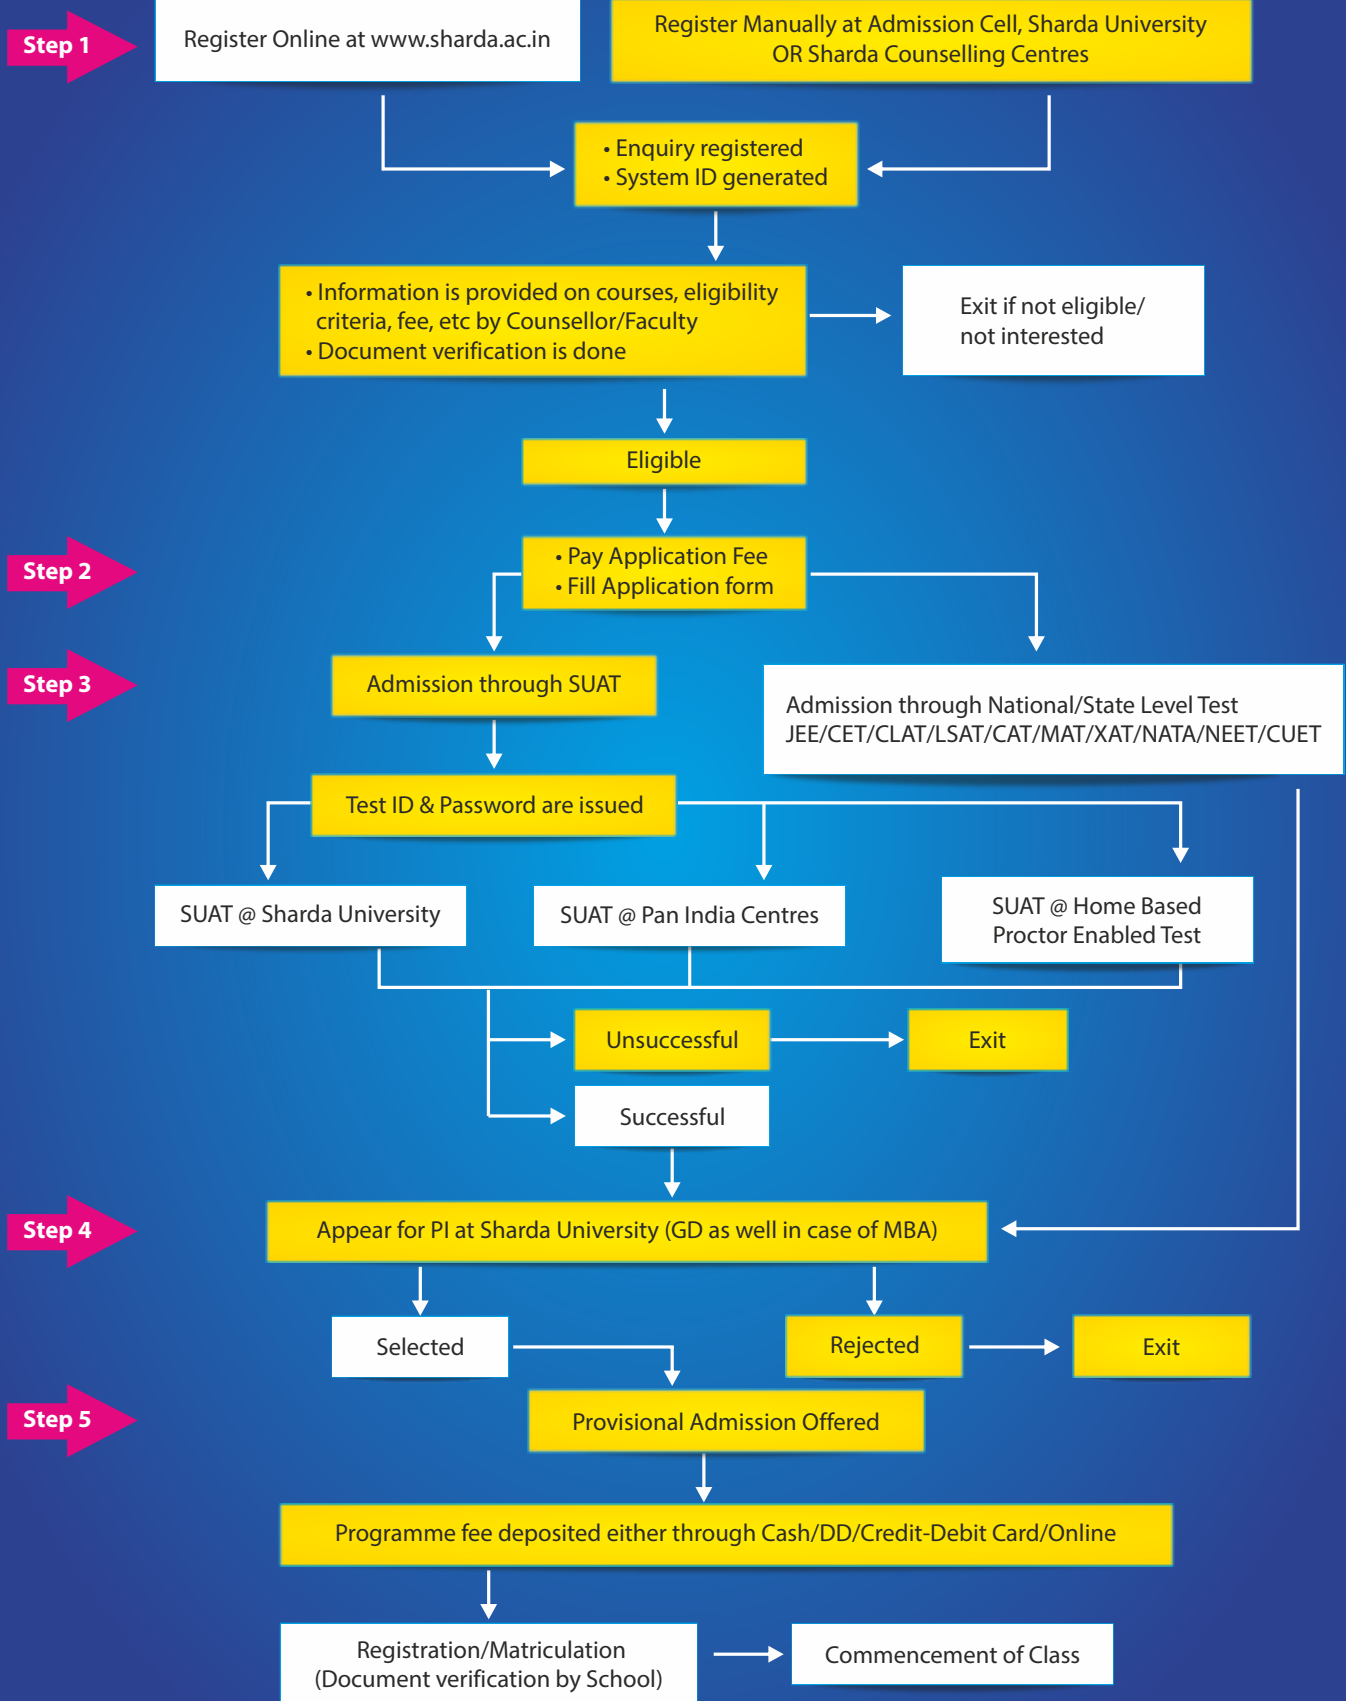 Step 1
Register Online at www.sharda.ac.in
Register Manually at Admission Cell, Sharda University
OR Sharda Counselling Centres
• Enquiry registered
• System ID generated
• Information is provided on courses, eligibility
criteria, fee, etc by Counsellor/Faculty
• Document verification is done
Exit if not eligible/
not interested
Eligible
Step 2
• Pay Application Fee
• Fill Application form
Step 3
Admission through SUAT
Admission through National/State Level Test
JEE/CET/CLAT/LSAT/CAT/MAT/XAT/NATA/NEET/CUET
Test ID & Password are issued
SUAT @ Sharda University
SUAT @ Pan India Centres
SUAT @ Home Based
Proctor Enabled Test
Unsuccessful
Exit
Successful
Step 4
Appear for PI at Sharda University (GD as well in case of MBA)
Selected
Rejected
Exit
Step 5
Provisional Admission Offered
Programme fee deposited either through Cash/DD/Credit-Debit Card/Online
Registration/Matriculation
(Document verification by School)
Commencement of Class